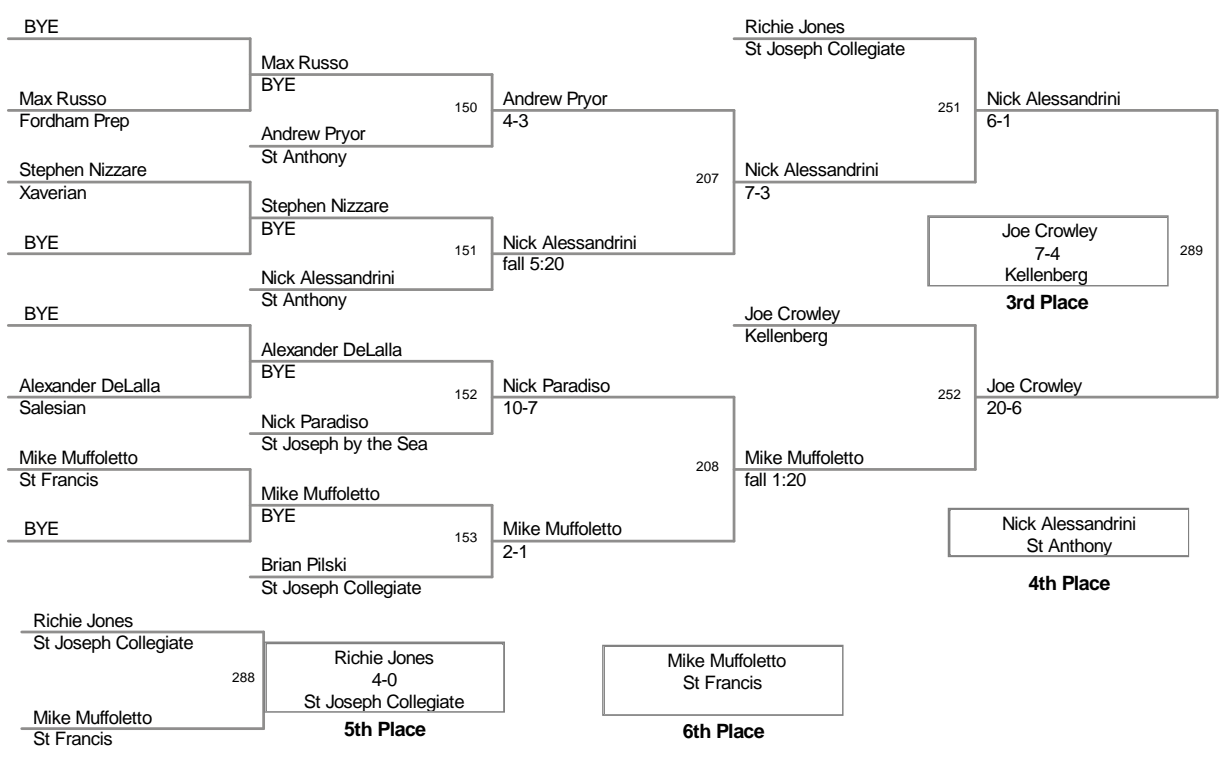 BYE
Max Russo
Fordham Prep
Stephen Nizzare
Xaverian
BYE
BYE
Alexander DeLalla
Salesian
Mike Muffoletto
St Francis
BYE
Max Russo
BYE
150
Andrew Pryor
St Anthony
Stephen Nizzare
BYE
151
Nick Alessandrini
St Anthony
Alexander DeLalla
BYE
152
Nick Paradiso
St Joseph by the Sea
Mike Muffoletto
BYE
153
Brian Pilski
St Joseph Collegiate
Andrew Pryor
4-3
207
Nick Alessandrini
fall 5:20
Nick Paradiso
10-7
208
Mike Muffoletto
2-1
Richie Jones
St Joseph Collegiate
251
Nick Alessandrini
7-3
Joe Crowley
Kellenberg
252
Mike Muffoletto
fall 1:20
Nick Alessandrini
6-1
Joe Crowley
7-4
Kellenberg
289
3rd Place
Joe Crowley
20-6
Nick Alessandrini
St Anthony
4th Place
Richie Jones
St Joseph Collegiate
288
Mike Muffoletto
St Francis
Richie Jones
4-0
St Joseph Collegiate
5th Place
Mike Muffoletto
St Francis
6th Place